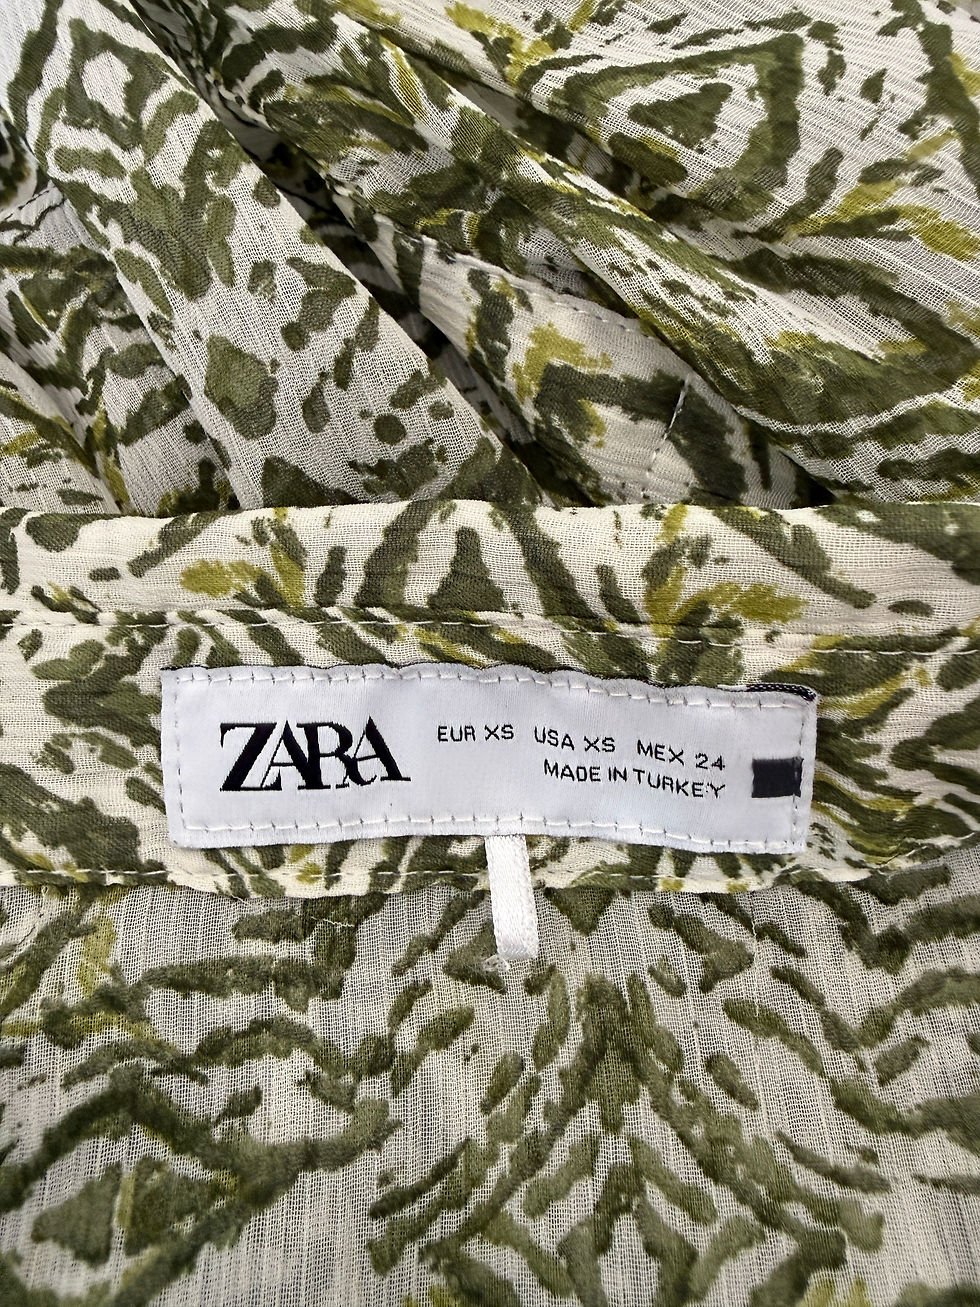 ZARA
EUR XS USA XS MEX 24
MADE IN TURKEY